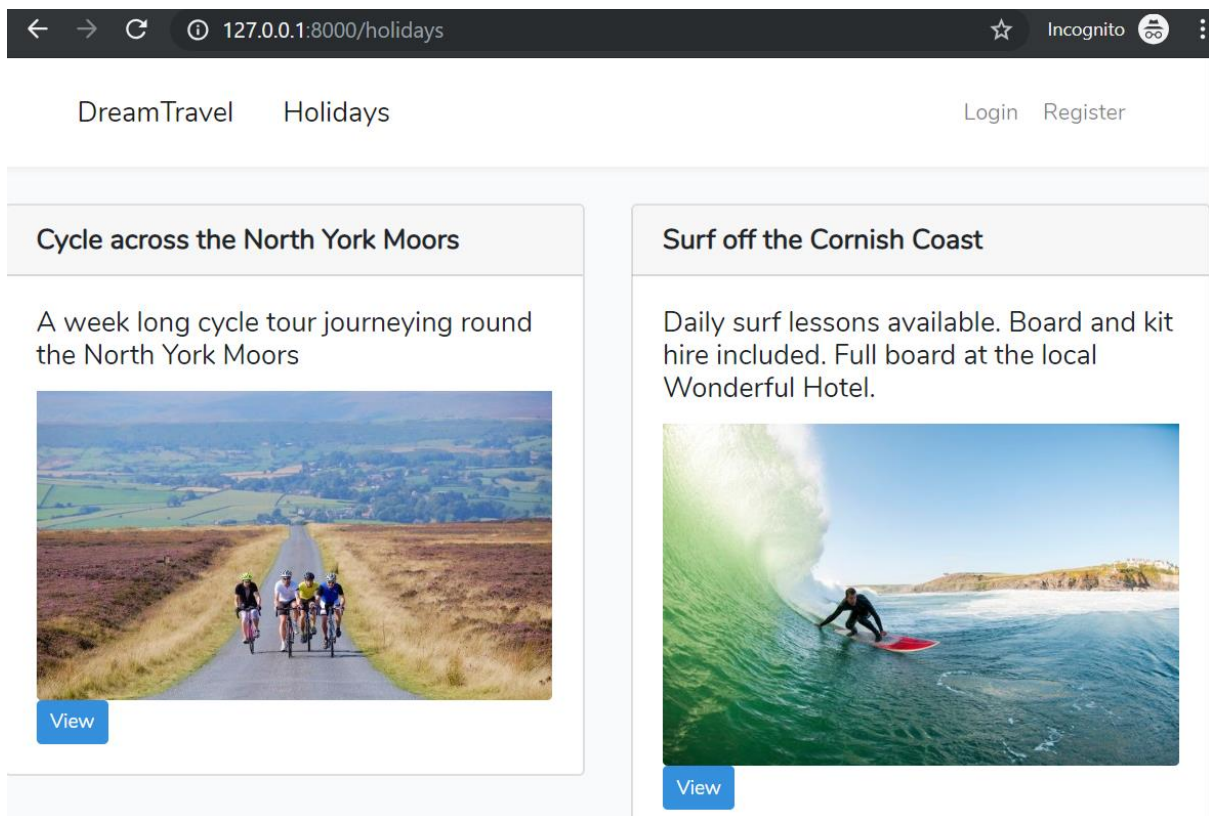 127.0.0.1:8000/holidays
Incognito
DreamTravel Holidays
Login Register
Cycle across the North York Moors
A week long cycle tour journeying round
the North York Moors
View
Surf off the Cornish Coast
Daily surf lessons available. Board and kit
hire included. Full board at the local
Wonderful Hotel.
View